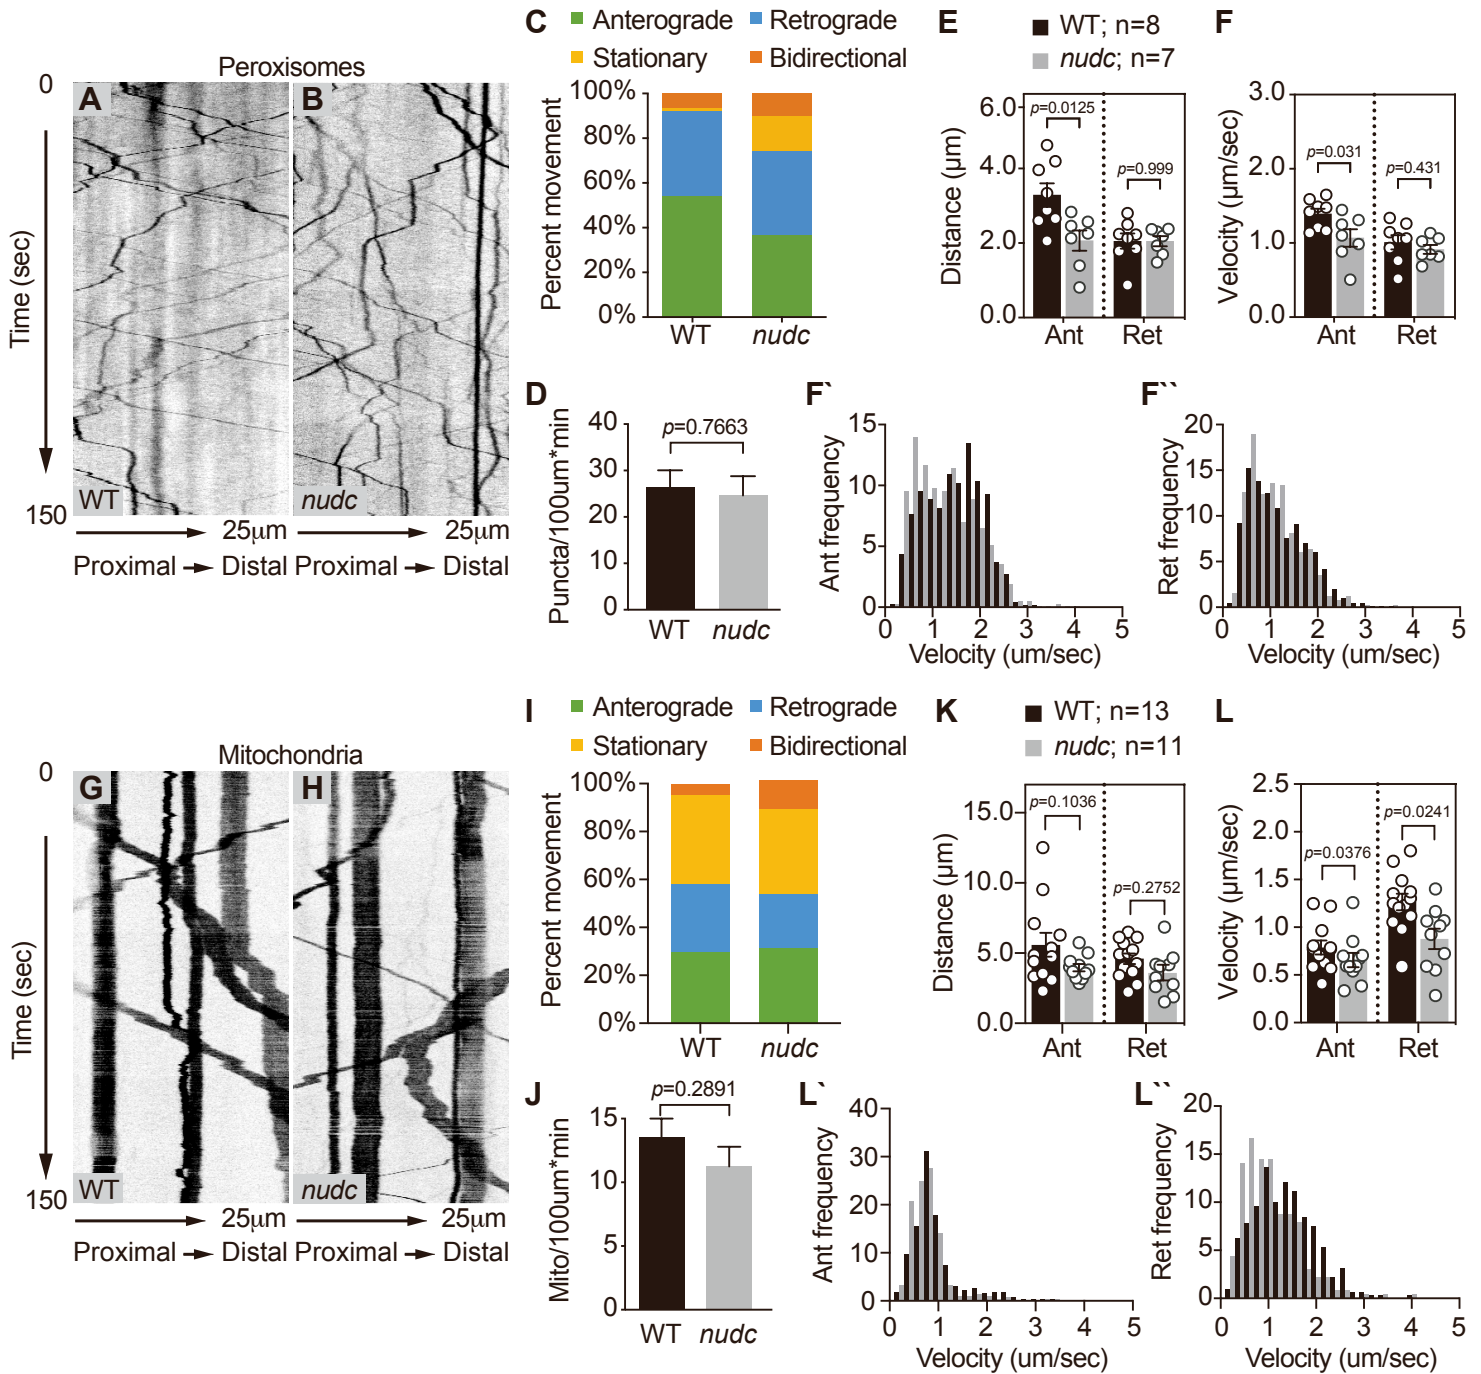 Peroxisomes
0
A
B
Time (sec)
WT
nudc
150
25µm
25µm
Proximal → Distal
Proximal → Distal
C
Anterograde
Retrograde
Stationary
Bidirectional
100%
80%
60%
40%
20%
0%
Percent movement
WT
nudc
D
40
30
20
10
0
Puncta/100um*min
p=0.7663
WT
nudc
E
WT; n=8
nudc; n=7
6.0
4.0
2.0
0.0
Distance (µm)
p=0.0125
p=0.999
Ant
Ret
F
3.0
2.0
1.0
0.0
Velocity (µm/sec)
p=0.031
p=0.431
Ant
Ret
F`
15
10
5
0
Ant frequency
0 1 2 3 4 5
Velocity (um/sec)
F``
20
15
10
5
0
Ret frequency
0 1 2 3 4 5
Velocity (um/sec)
Mitochondria
0
G
H
Time (sec)
WT
nudc
150
25µm
25µm
Proximal → Distal
Proximal → Distal
I
Anterograde
Retrograde
Stationary
Bidirectional
100%
80%
60%
40%
20%
0%
Percent movement
WT
nudc
J
15
10
5
0
Mito/100um*min
p=0.2891
WT
nudc
K
WT; n=13
nudc; n=11
15.0
10.0
5.0
0.0
Distance (µm)
p=0.1036
p=0.2752
Ant
Ret
L
2.5
2.0
1.5
1.0
0.5
0.0
Velocity (µm/sec)
p=0.0376
p=0.0241
Ant
Ret
L`
40
30
20
10
0
Ant frequency
0 1 2 3 4 5
Velocity (um/sec)
L``
20
15
10
5
0
Ret frequency
0 1 2 3 4 5
Velocity (um/sec)